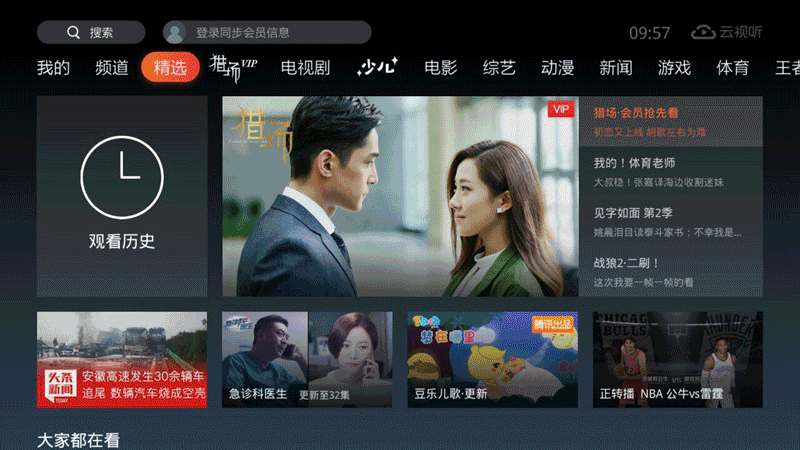 搜索
登录同步会员信息
09:57
云视听
我的 频道 精选 猎场VIP 电视剧 少儿 电影 综艺 动漫 新闻 游戏 体育 王者
观看历史
猎场
VIP
猎场·会员抢先看
初恋又上线 胡歌左右为难
我的！体育老师
大叔稳！张嘉译海边收割迷妹
见字如面 第2季
姚晨泪目读泰斗家书：不幸我是...
战狼2·二刷！
这次我要一帧一帧的看
头条新闻
TODAY
安徽高速发生30余辆车
追尾 数辆汽车烧成空壳
急诊科医生
更新至32集
梦在哪里
腾讯出品
豆乐儿歌·更新
CHICAGO
BULLS
THUNDER
正转播 NBA 公牛vs雷霆
大家都在看